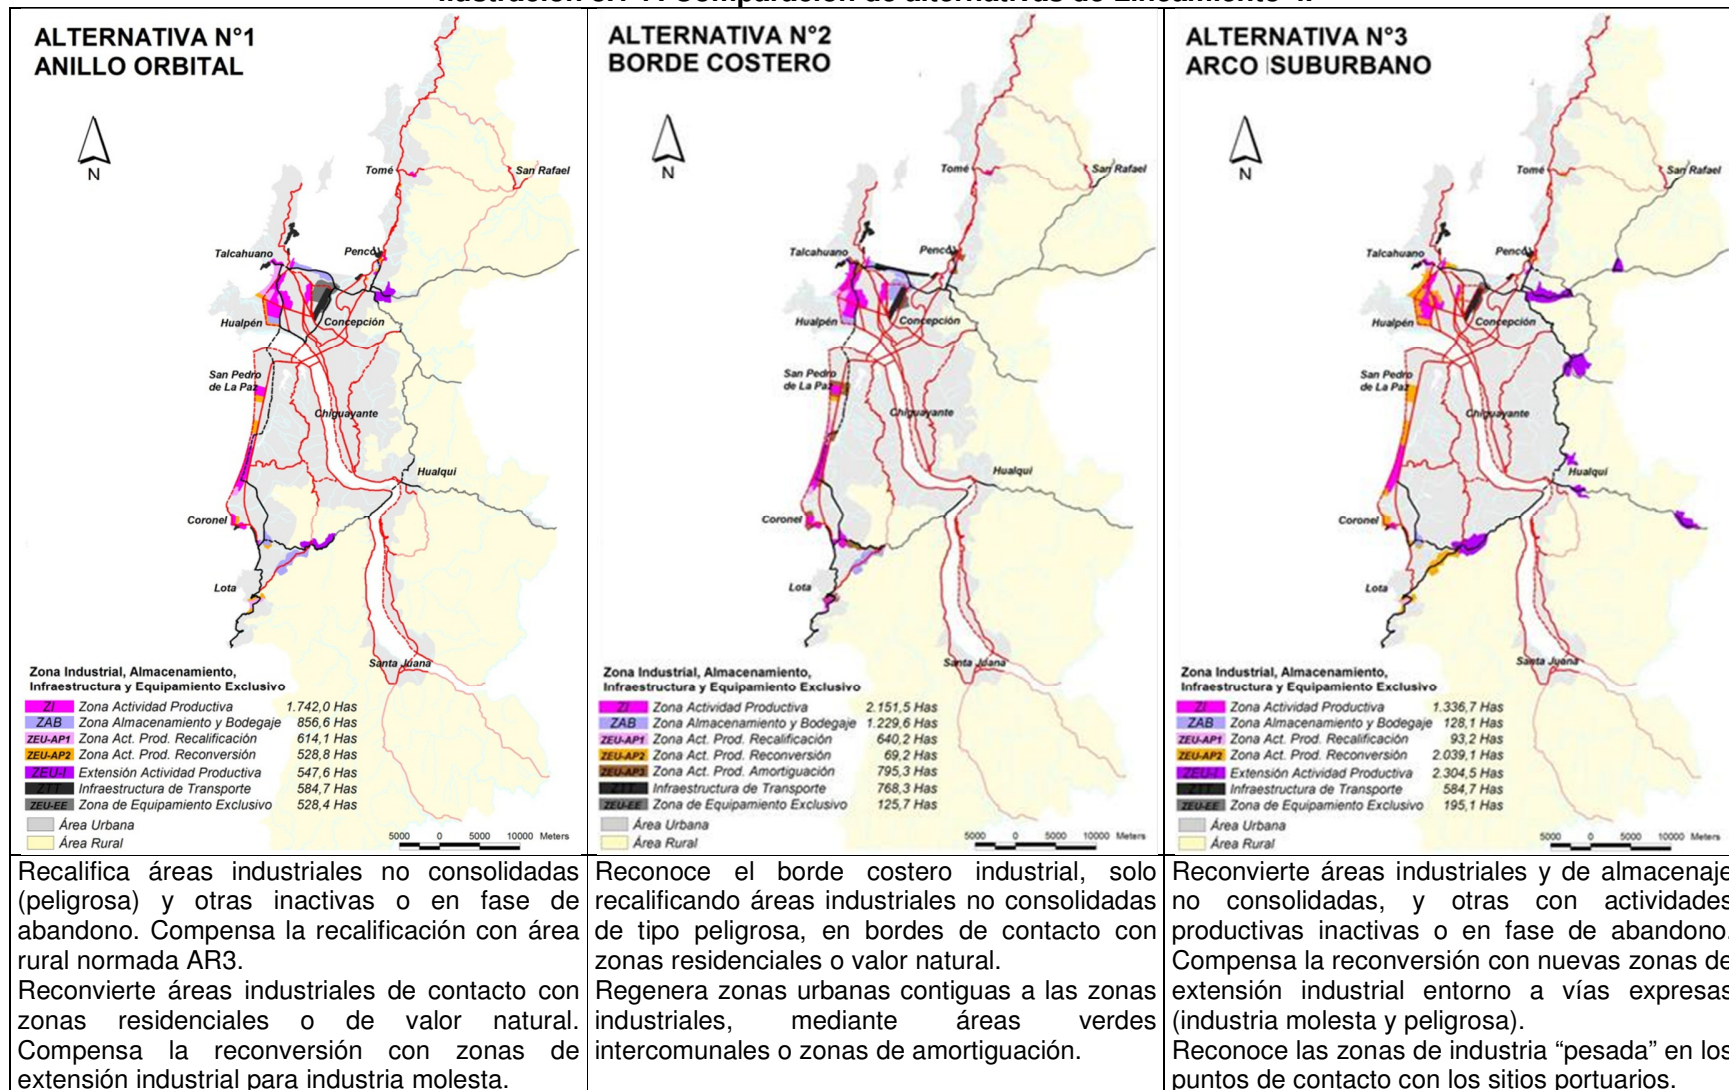 ALTERNATIVA N°1
ANILLO ORBITAL
N
Tomé
San Rafael
Talcahuano
Penco
Hualpén
Concepción
San Pedro
de La Paz
Chiguayante
Hualqui
Coronel
Lota
Santa Juana
Zona Industrial, Almacenamiento,
Infraestructura y Equipamiento Exclusivo
ZI Zona Actividad Productiva 1.742,0 Has
ZAB Zona Almacenamiento y Bodegaje 856,6 Has
ZEU-AP1 Zona Act. Prod. Recalificación 614,1 Has
ZEU-AP2 Zona Act. Prod. Reconversión 528,8 Has
ZEU-I Extensión Actividad Productiva 547,6 Has
ZTT Infraestructura de Transporte 584,7 Has
ZEU-EE Zona de Equipamiento Exclusivo 528,4 Has
Área Urbana
Área Rural
5000 0 5000 10000 Meters
Recalifica áreas industriales no consolidadas
(peligrosa) y otras inactivas o en fase de
abandono. Compensa la recalificación con área
rural normada AR3.
Reconvierte áreas industriales de contacto con
zonas residenciales o de valor natural.
Compensa la reconversión con zonas de
extensión industrial para industria molesta.
ALTERNATIVA N°2
BORDE COSTERO
N
Tomé
San Rafael
Talcahuano
Penco
Hualpén
Concepción
San Pedro
de La Paz
Chiguayante
Hualqui
Coronel
Lota
Santa Juana
Zona Industrial, Almacenamiento,
Infraestructura y Equipamiento Exclusivo
ZI Zona Actividad Productiva 2.151,5 Has
ZAB Zona Almacenamiento y Bodegaje 1.229,6 Has
ZEU-AP1 Zona Act. Prod. Recalificación 640,2 Has
ZEU-AP2 Zona Act. Prod. Reconversión 69,2 Has
ZEU-AP3 Zona Act. Prod. Amortiguación 795,3 Has
ZTT Infraestructura de Transporte 768,3 Has
ZEU-EE Zona de Equipamiento Exclusivo 125,7 Has
Área Urbana
Área Rural
5000 0 5000 10000 Meters
Reconoce el borde costero industrial, solo
recalificando áreas industriales no consolidadas
de tipo peligrosa, en bordes de contacto con
zonas residenciales o valor natural.
Regenera zonas urbanas contiguas a las zonas
industriales, mediante áreas verdes
intercomunales o zonas de amortiguación.
ALTERNATIVA N°3
ARCO SUBURBANO
N
Tomé
San Rafael
Talcahuano
Penco
Hualpén
Concepción
San Pedro
de La Paz
Chiguayante
Hualqui
Coronel
Lota
Santa Juana
Zona Industrial, Almacenamiento,
Infraestructura y Equipamiento Exclusivo
ZI Zona Actividad Productiva 1.336,7 Has
ZAB Zona Almacenamiento y Bodegaje 128,1 Has
ZEU-AP1 Zona Act. Prod. Recalificación 93,2 Has
ZEU-AP2 Zona Act. Prod. Reconversión 2.039,1 Has
ZEU-I Extensión Actividad Productiva 2.304,5 Has
ZTT Infraestructura de Transporte 584,7 Has
ZEU-EE Zona de Equipamiento Exclusivo 195,1 Has
Área Urbana
Área Rural
5000 0 5000 10000 Meters
Reconvierte áreas industriales y de almacenaje
no consolidadas, y otras con actividades
productivas inactivas o en fase de abandono.
Compensa la reconversión con nuevas zonas de
extensión industrial entorno a vías expresas
(industria molesta y peligrosa).
Reconoce las zonas de industria “pesada” en los
puntos de contacto con los sitios portuarios.